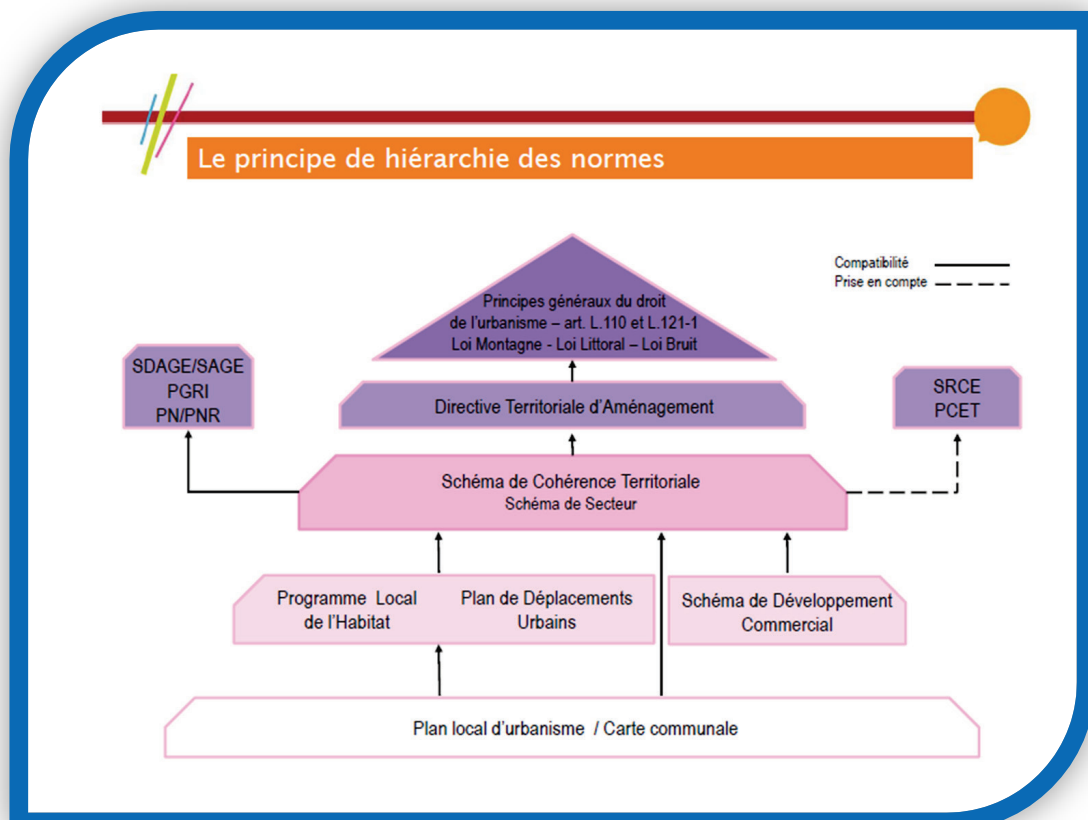 Le principe de hiérarchie des normes
Compatibilité
Prise en compte
Principes généraux du droit
de l'urbanisme – art. L.110 et L.121-1
Loi Montagne - Loi Littoral – Loi Bruit
SDAGE/SAGE
PGRI
PN/PNR
Directive Territoriale d'Aménagement
SRCE
PCET
Schéma de Cohérence Territoriale
Schéma de Secteur
Programme Local
de l'Habitat
Plan de Déplacements
Urbains
Schéma de Développement
Commercial
Plan local d'urbanisme / Carte communale